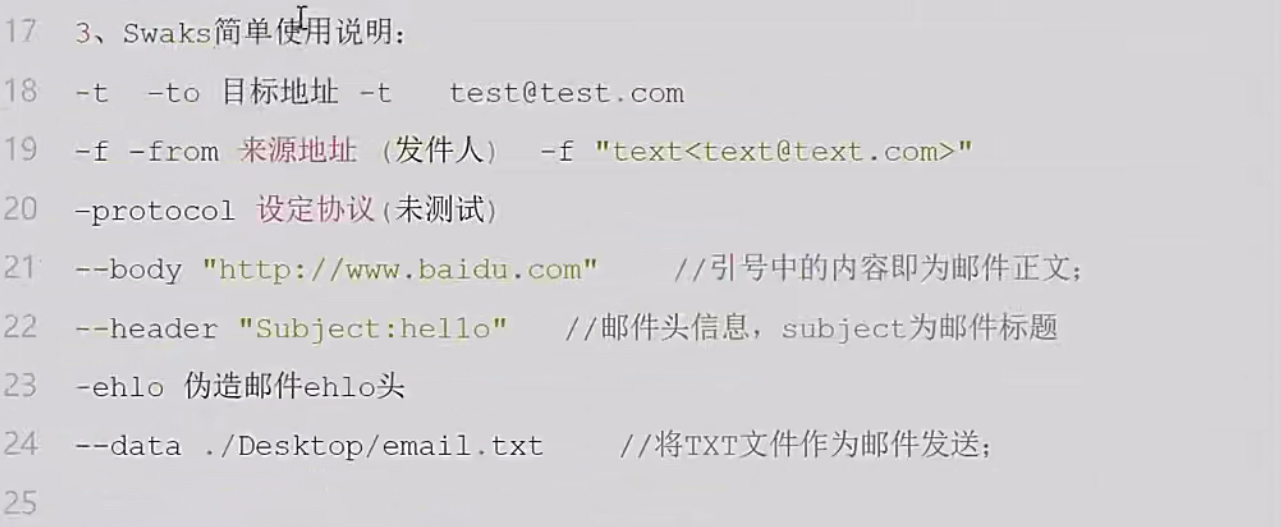 17 3、Swaks简单使用说明：
18 -t -to 目标地址 -t test@test.com
19 -f -from 来源地址 (发件人) -f "text<text@text.com>"
20 -protocol 设定协议(未测试)
21 --body "http://www.baidu.com" //引号中的内容即为邮件正文；
22 --header "Subject:hello" //邮件头信息，subject为邮件标题
23 -ehlo 伪造邮件ehlo头
24 --data ./Desktop/email.txt //将TXT文件作为邮件发送；
25